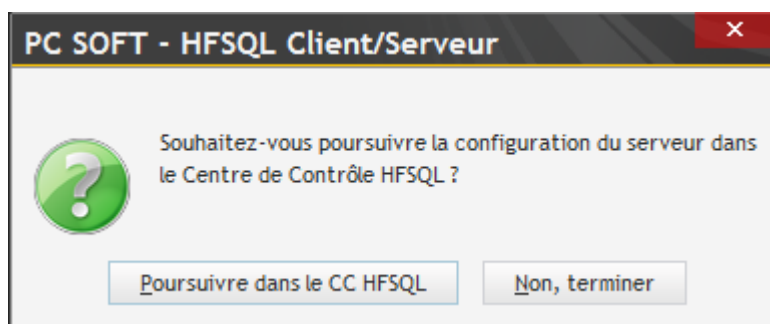 PC SOFT - HFSQL Client/Serveur
Souhaitez-vous poursuivre la configuration du serveur dans
le Centre de Contrôle HFSQL ?
Poursuivre dans le CC HFSQL
Non, terminer